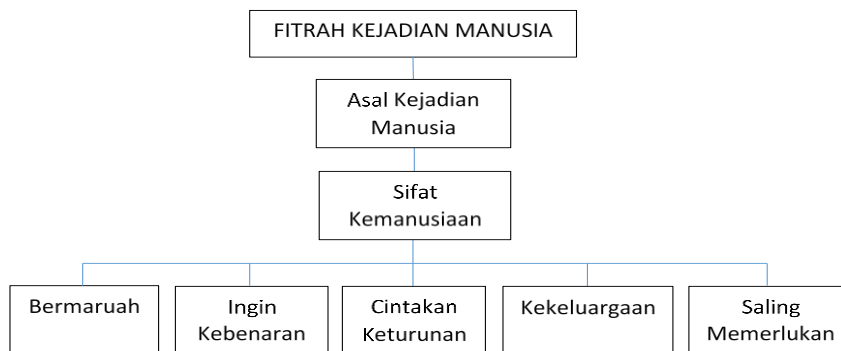 FITRAH KEJADIAN MANUSIA
Asal Kejadian
Manusia
Sifat
Kemanusiaan
Bermaruah
Ingin
Kebenaran
Cintakan
Keturunan
Kekeluargaan
Saling
Memerlukan